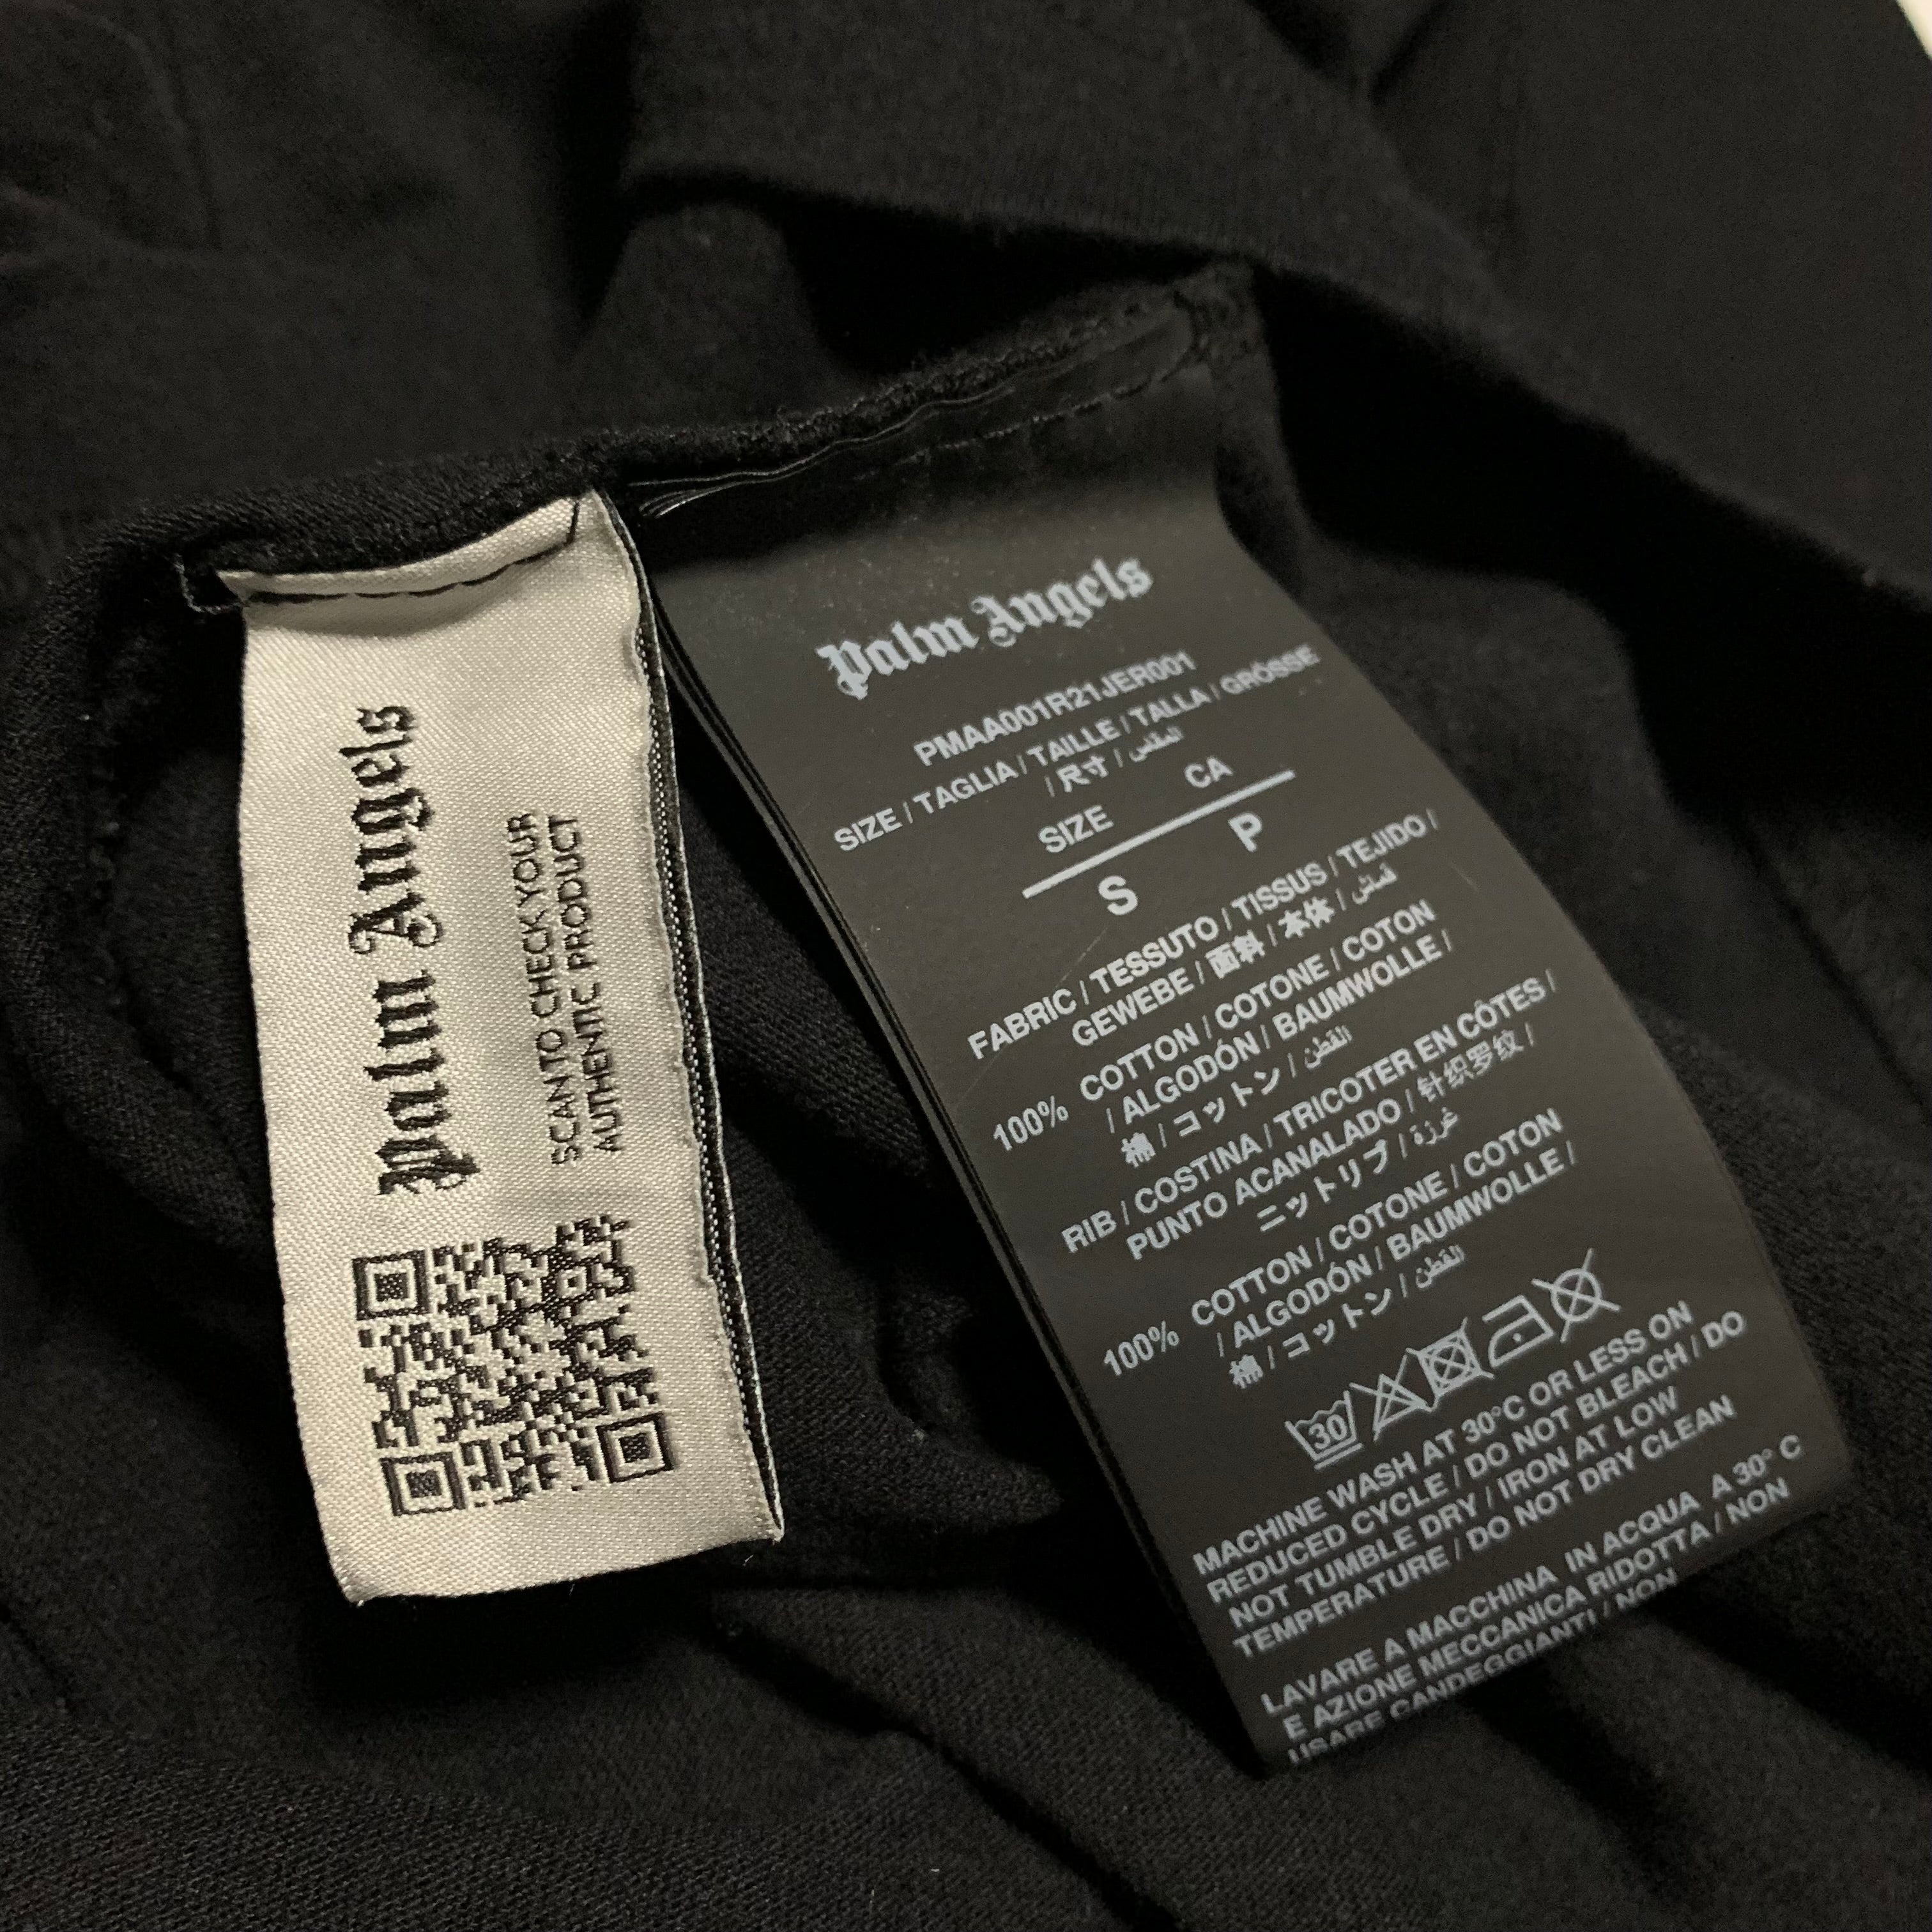 Palm Angels
SCAN TO CHECK YOUR
AUTHENTIC PRODUCT
Palm Angels
PMAA001R21JER001
SIZE / TAGLIA / TAILLE / TALLA / GRÓSSE
/ 尺寸 / الطقس
SIZE CA
S P
FABRIC / TESSUTO / TISSUS / TEJIDO /
GEWEBE / 面料 / 本体 / قماش
100% COTTON / COTONE / COTON
/ ALGODÓN / BAUMWOLLE /
棉 / コットン / القطن
RIB / COSTINA / TRICOTER EN CÔTES /
PUNTO ACANALADO / 针织罗纹 /
ニットリブ / غرزة
100% COTTON / COTONE / COTON
/ ALGODÓN / BAUMWOLLE /
棉 / コットン / القطن
30
MACHINE WASH AT 30°C OR LESS ON
REDUCED CYCLE / DO NOT BLEACH / DO
NOT TUMBLE DRY / IRON AT LOW
TEMPERATURE / DO NOT DRY CLEAN
LAVARE A MACCHINA IN ACQUA A 30° C
E AZIONE MECCANICA RIDOTTA / NON
USARE CANDEGGIANTI / NON